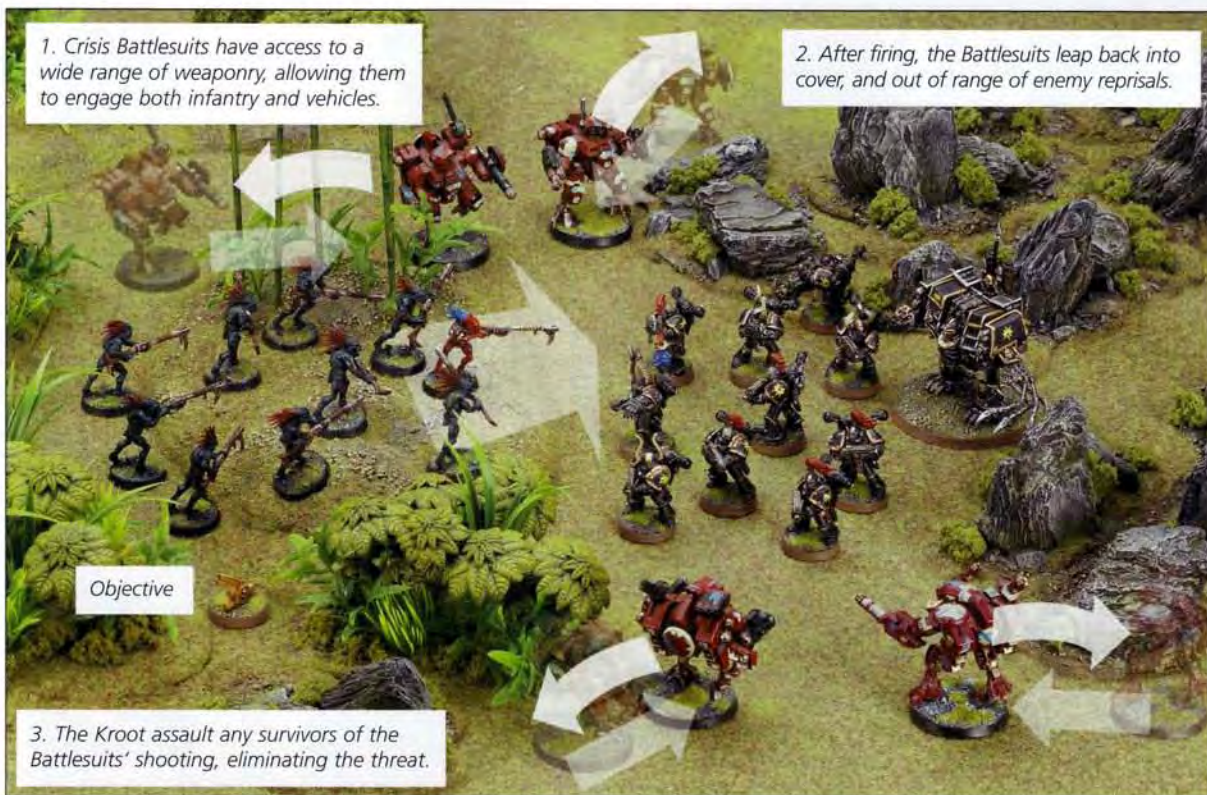 1. Crisis Battlesuits have access to a
wide range of weaponry, allowing them
to engage both infantry and vehicles.
2. After firing, the Battlesuits leap back into
cover, and out of range of enemy reprisals.
Objective
3. The Kroot assault any survivors of the
Battlesuits' shooting, eliminating the threat.